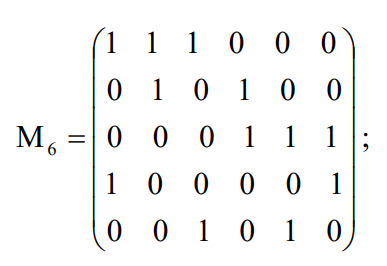 1 1 1 0 0 0
0 1 0 1 0 0
M₆ = 0 0 0 1 1 1 ;
1 0 0 0 0 1
0 0 1 0 1 0